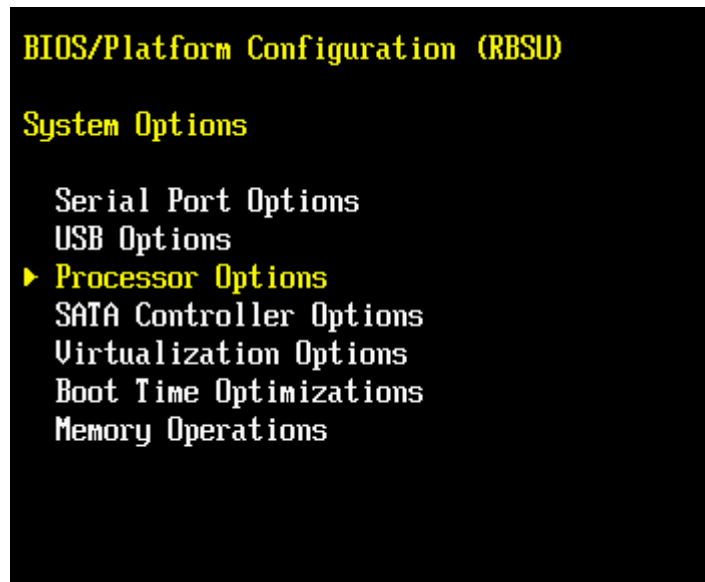 BIOS/Platform Configuration (RBSU)
System Options
Serial Port Options
USB Options
Processor Options
SATA Controller Options
Virtualization Options
Boot Time Optimizations
Memory Operations